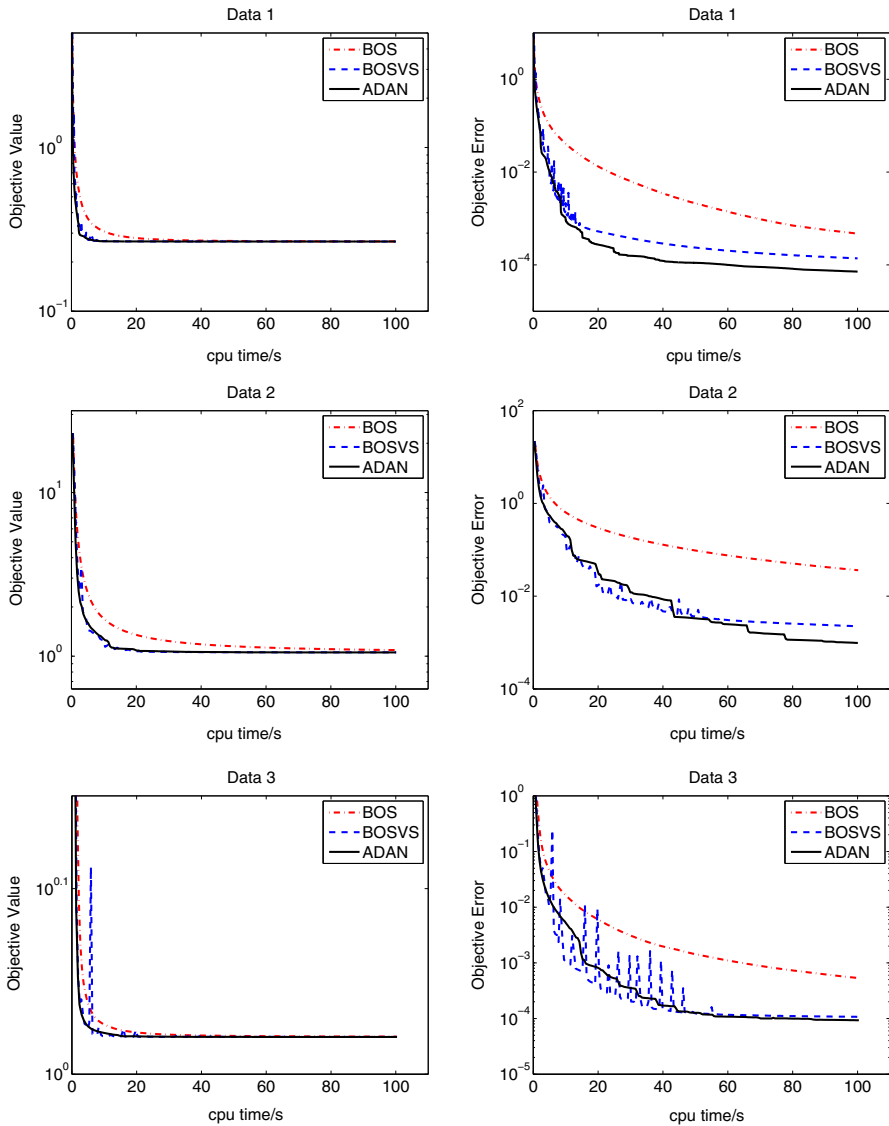 Data 1
Objective Value
10^0
10^-1
0 20 40 60 80 100
cpu time/s
BOS
BOSVS
ADAN
Data 1
Objective Error
10^0
10^-2
10^-4
0 20 40 60 80 100
cpu time/s
BOS
BOSVS
ADAN
Data 2
Objective Value
10^1
10^0
0 20 40 60 80 100
cpu time/s
BOS
BOSVS
ADAN
Data 2
Objective Error
10^2
10^0
10^-2
10^-4
0 20 40 60 80 100
cpu time/s
BOS
BOSVS
ADAN
Data 3
Objective Value
10^0.1
10^0
0 20 40 60 80 100
cpu time/s
BOS
BOSVS
ADAN
Data 3
Objective Error
10^0
10^-1
10^-2
10^-3
10^-4
10^-5
0 20 40 60 80 100
cpu time/s
BOS
BOSVS
ADAN